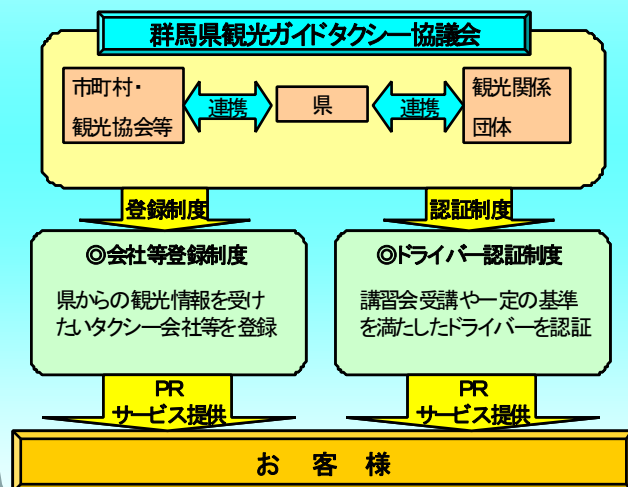 群馬県観光ガイドタクシー協議会
市町村・
観光協会等
連携
県
連携
観光関係
団体
登録制度
認証制度
◎会社等登録制度
県からの観光情報を受け
たいタクシー会社等を登録
◎ドライバー認証制度
講習会受講や一定の基準
を満たしたドライバーを認証
PR
サービス提供
PR
サービス提供
お 客 様